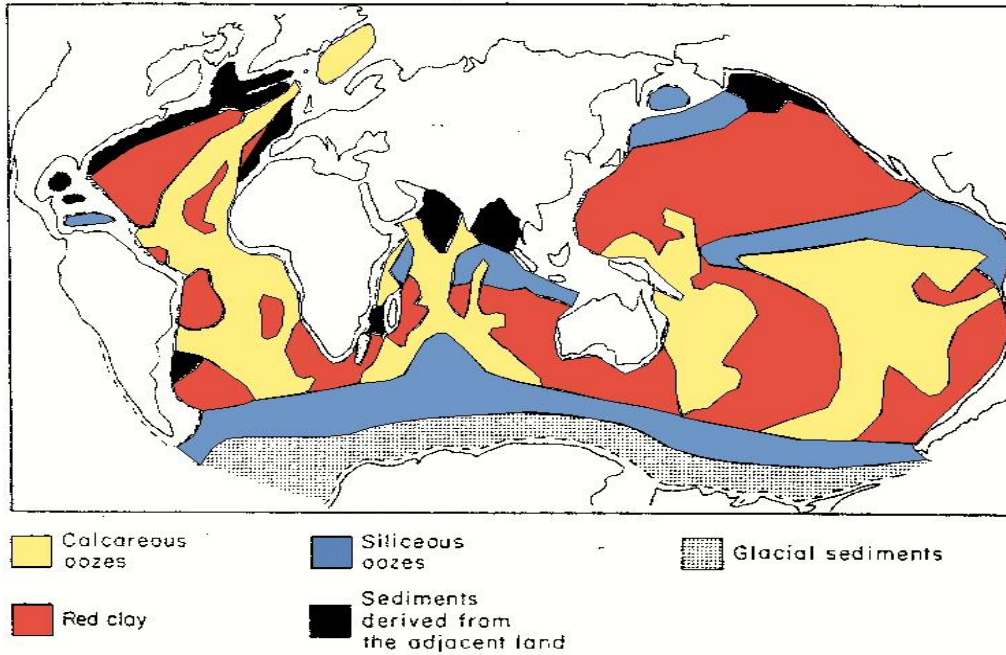 Calcareous
oozes
Siliceous
oozes
Glacial sediments
Red clay
Sediments
derived from
the adjacent land